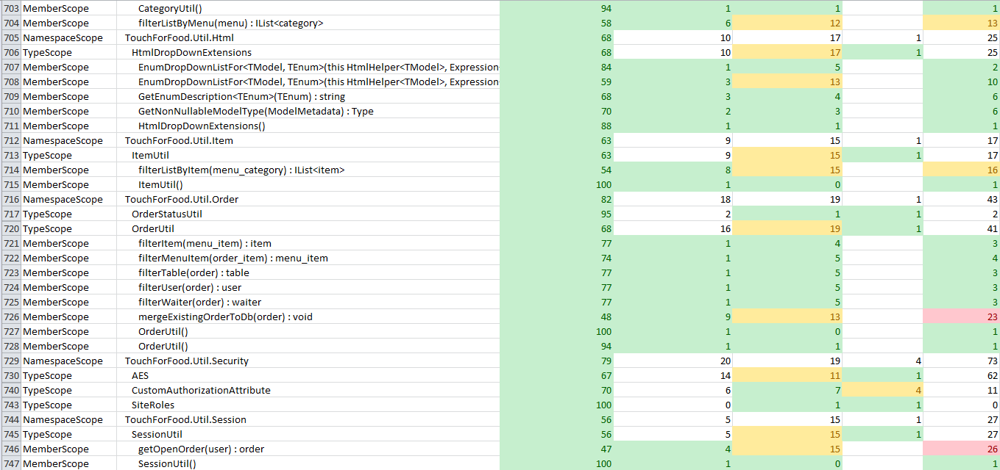 703 MemberScope CategoryUtil() 94 1 1 1
704 MemberScope filterListByMenu(menu) : IList<category> 58 6 12 13
705 NamespaceScope TouchForFood.Util.Html 68 10 17 1 25
706 TypeScope HtmlDropDownExtensions 68 10 17 1 25
707 MemberScope EnumDropDownListFor<TModel, TEnum>(this HtmlHelper<TModel>, Expression 84 1 5 2
708 MemberScope EnumDropDownListFor<TModel, TEnum>(this HtmlHelper<TModel>, Expression 59 3 13 10
709 MemberScope GetEnumDescription<TEnum>(TEnum) : string 68 3 4 6
710 MemberScope GetNonNullableModelType(ModelMetadata) : Type 70 2 3 6
711 MemberScope HtmlDropDownExtensions() 88 1 1 1
712 NamespaceScope TouchForFood.Util.Item 63 9 15 1 17
713 TypeScope ItemUtil 63 9 15 1 17
714 MemberScope filterListByItem(menu_category) : IList<item> 54 8 15 16
715 MemberScope ItemUtil() 100 1 0 1
716 NamespaceScope TouchForFood.Util.Order 82 18 19 1 43
717 TypeScope OrderStatusUtil 95 2 1 1 2
720 TypeScope OrderUtil 68 16 19 1 41
721 MemberScope filterItem(menu_item) : item 77 1 4 3
722 MemberScope filterMenuItem(order_item) : menu_item 74 1 5 4
723 MemberScope filterTable(order) : table 77 1 5 3
724 MemberScope filterUser(order) : user 77 1 5 3
725 MemberScope filterWaiter(order) : waiter 77 1 5 3
726 MemberScope mergeExistingOrderToDb(order) : void 48 9 13 23
727 MemberScope OrderUtil() 100 1 0 1
728 MemberScope OrderUtil() 94 1 1 1
729 NamespaceScope TouchForFood.Util.Security 79 20 19 4 73
730 TypeScope AES 67 14 11 1 62
740 TypeScope CustomAuthorizationAttribute 70 6 7 4 11
743 TypeScope SiteRoles 100 0 1 1 0
744 NamespaceScope TouchForFood.Util.Session 56 5 15 1 27
745 TypeScope SessionUtil 56 5 15 1 27
746 MemberScope getOpenOrder(user) : order 47 4 15 26
747 MemberScope SessionUtil() 100 1 0 1